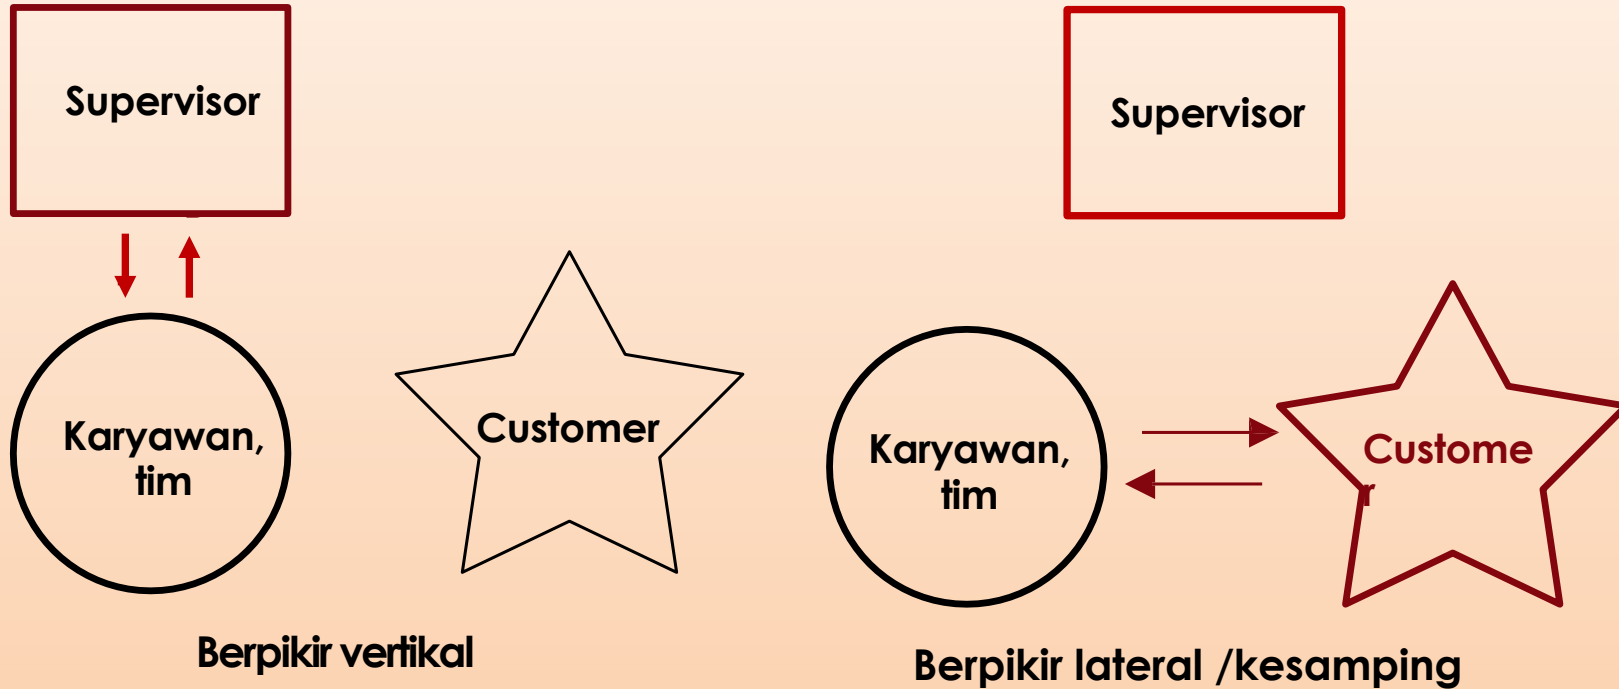 Supervisor
Karyawan,
tim
Customer
Berpikir vertikal
Supervisor
Karyawan,
tim
Custome
r
Berpikir lateral /kesamping